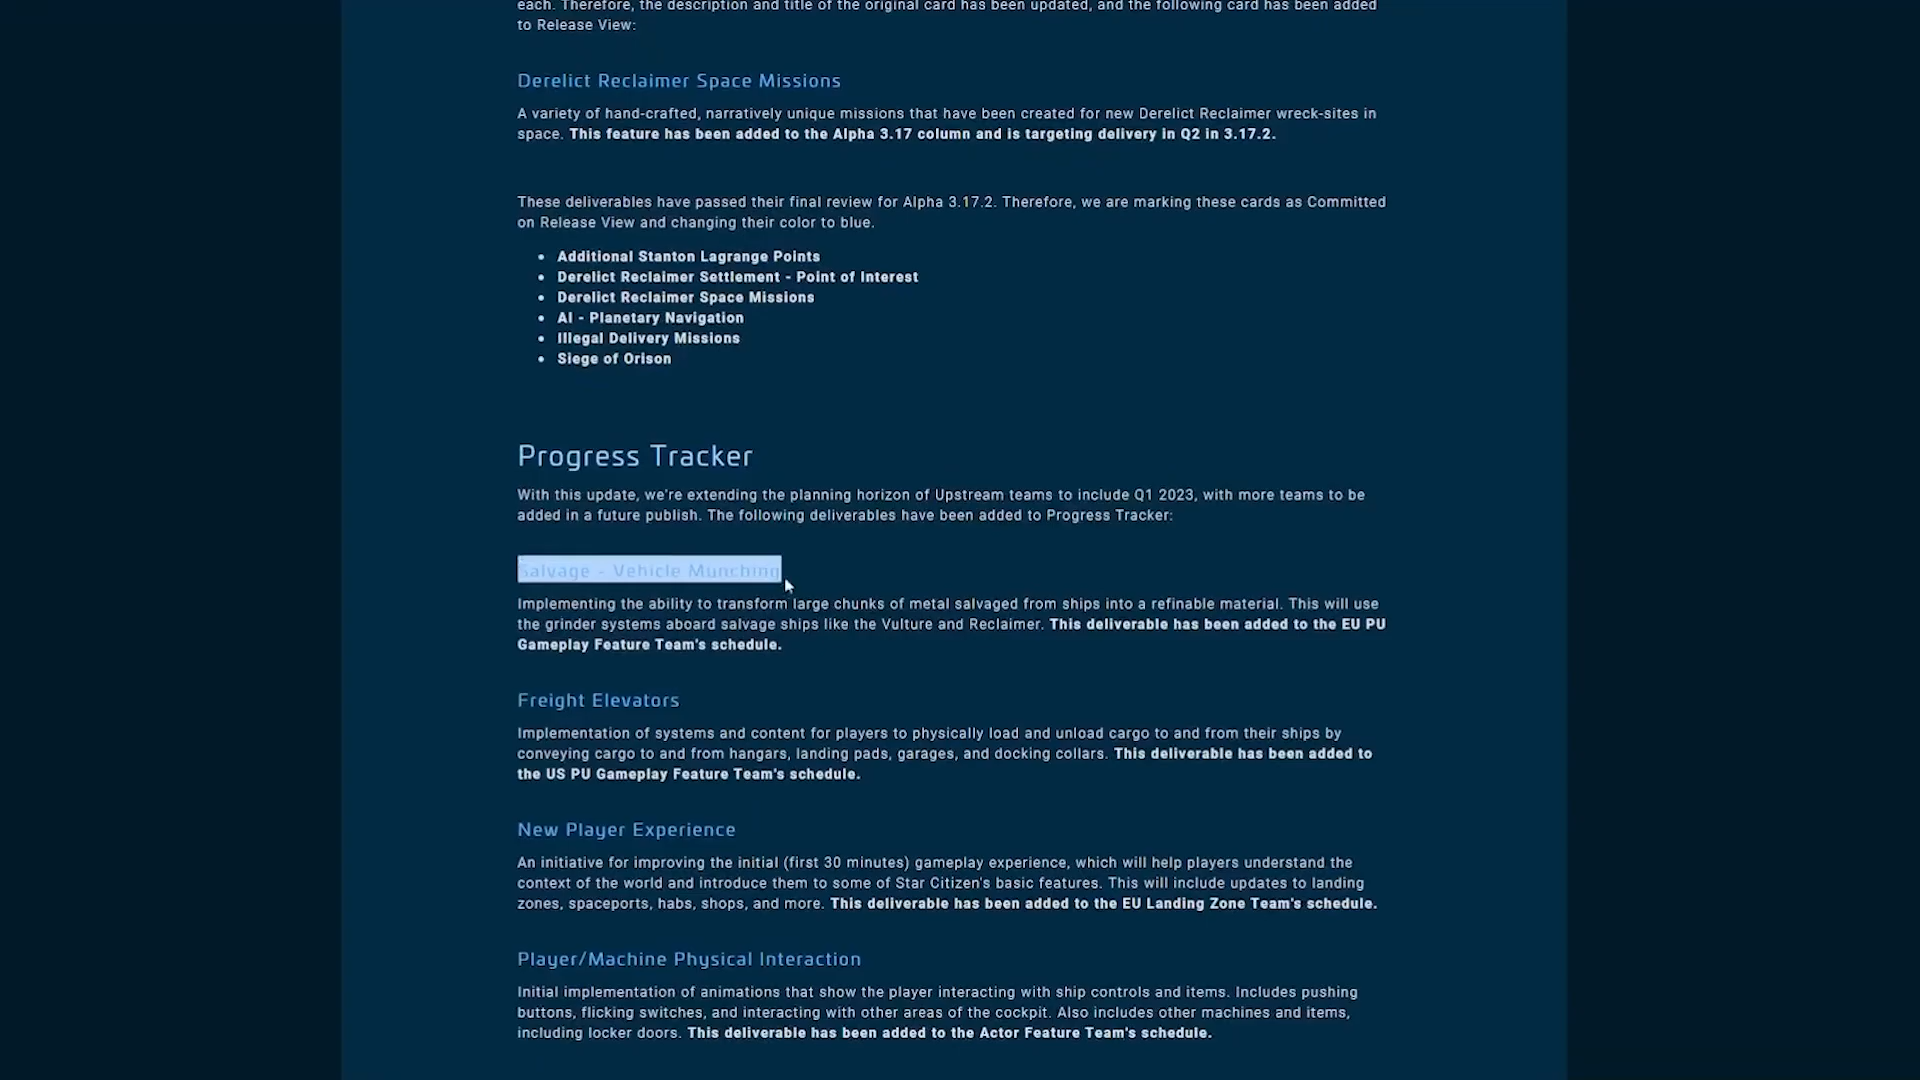 each. Therefore, the description and title of the original card has been updated, and the following card has been added
to Release View:
Derelict Reclaimer Space Missions
A variety of hand-crafted, narratively unique missions that have been created for new Derelict Reclaimer wreck-sites in
space. This feature has been added to the Alpha 3.17 column and is targeting delivery in Q2 in 3.17.2.
These deliverables have passed their final review for Alpha 3.17.2. Therefore, we are marking these cards as Committed
on Release View and changing their color to blue.
• Additional Stanton Lagrange Points
• Derelict Reclaimer Settlement - Point of Interest
• Derelict Reclaimer Space Missions
• AI - Planetary Navigation
• Illegal Delivery Missions
• Siege of Orison
Progress Tracker
With this update, we're extending the planning horizon of Upstream teams to include Q1 2023, with more teams to be
added in a future publish. The following deliverables have been added to Progress Tracker:
Salvage - Vehicle Munching
Implementing the ability to transform large chunks of metal salvaged from ships into a refinable material. This will use
the grinder systems aboard salvage ships like the Vulture and Reclaimer. This deliverable has been added to the EU PU
Gameplay Feature Team's schedule.
Freight Elevators
Implementation of systems and content for players to physically load and unload cargo to and from their ships by
conveying cargo to and from hangars, landing pads, garages, and docking collars. This deliverable has been added to
the US PU Gameplay Feature Team's schedule.
New Player Experience
An initiative for improving the initial (first 30 minutes) gameplay experience, which will help players understand the
context of the world and introduce them to some of Star Citizen's basic features. This will include updates to landing
zones, spaceports, habs, shops, and more. This deliverable has been added to the EU Landing Zone Team's schedule.
Player/Machine Physical Interaction
Initial implementation of animations that show the player interacting with ship controls and items. Includes pushing
buttons, flicking switches, and interacting with other areas of the cockpit. Also includes other machines and items,
including locker doors. This deliverable has been added to the Actor Feature Team's schedule.